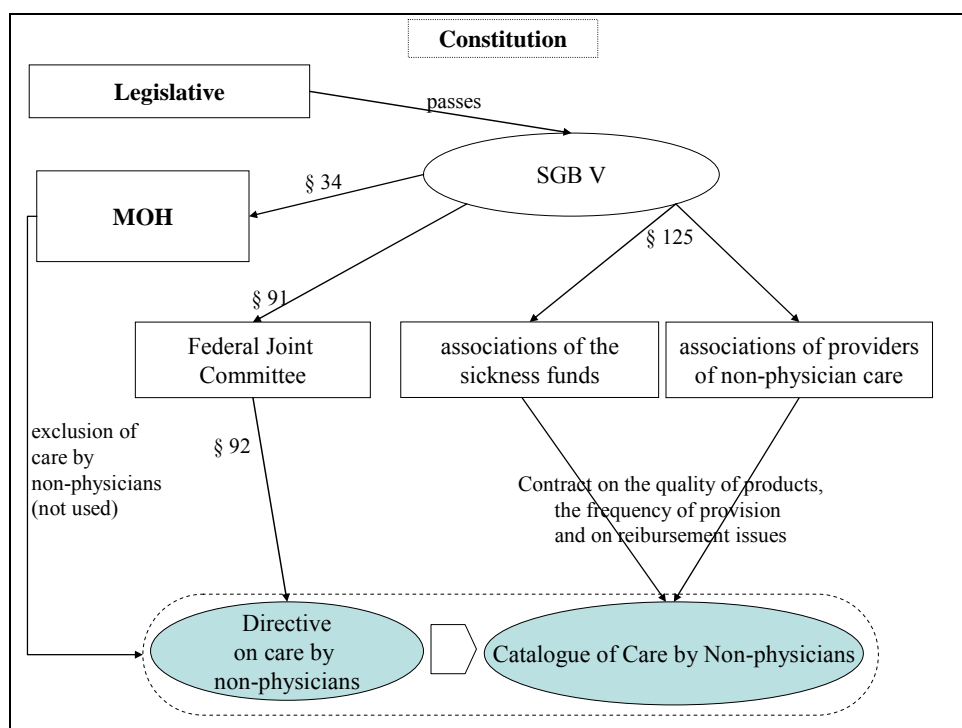 Constitution
Legislative
passes
SGB V
§ 34
MOH
§ 125
§ 91
Federal Joint
Committee
associations of the
sickness funds
associations of providers
of non-physician care
exclusion of
care by
non-physicians
(not used)
§ 92
Contract on the quality of products,
the frequency of provision
and on reibursement issues
Directive
on care by
non-physicians
Catalogue of Care by Non-physicians